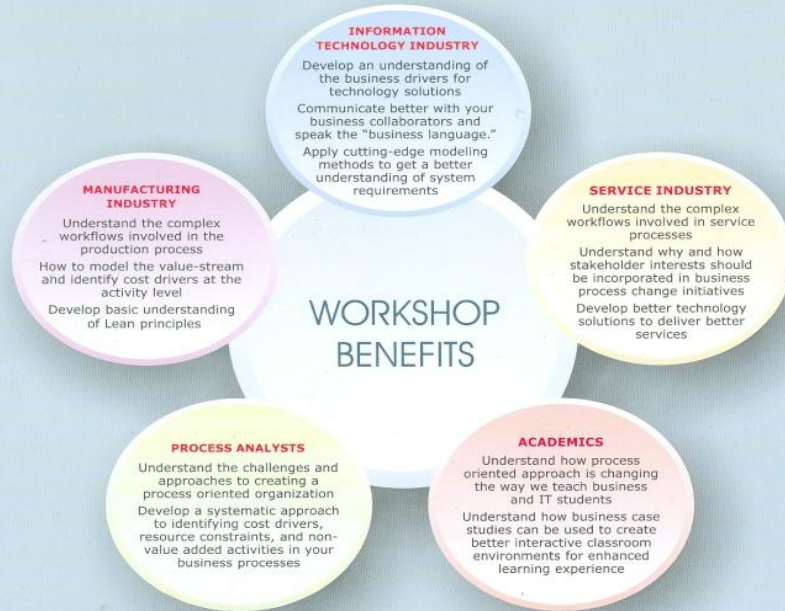 INFORMATION
TECHNOLOGY INDUSTRY
Develop an understanding of
the business drivers for
technology solutions
Communicate better with your
business collaborators and
speak the “business language.”
Apply cutting-edge modeling
methods to get a better
understanding of system
requirements
MANUFACTURING
INDUSTRY
Understand the complex
workflows involved in the
production process
How to model the value-stream
and identify cost drivers at the
activity level
Develop basic understanding
of Lean principles
SERVICE INDUSTRY
Understand the complex
workflows involved in service
processes
Understand why and how
stakeholder interests should
be incorporated in business
process change initiatives
Develop better technology
solutions to deliver better
services
WORKSHOP
BENEFITS
PROCESS ANALYSTS
Understand the challenges and
approaches to creating a
process oriented organization
Develop a systematic approach
to identifying cost drivers,
resource constraints, and non-
value added activities in your
business processes
ACADEMICS
Understand how process
oriented approach is changing
the way we teach business
and IT students
Understand how business case
studies can be used to create
better interactive classroom
environments for enhanced
learning experience